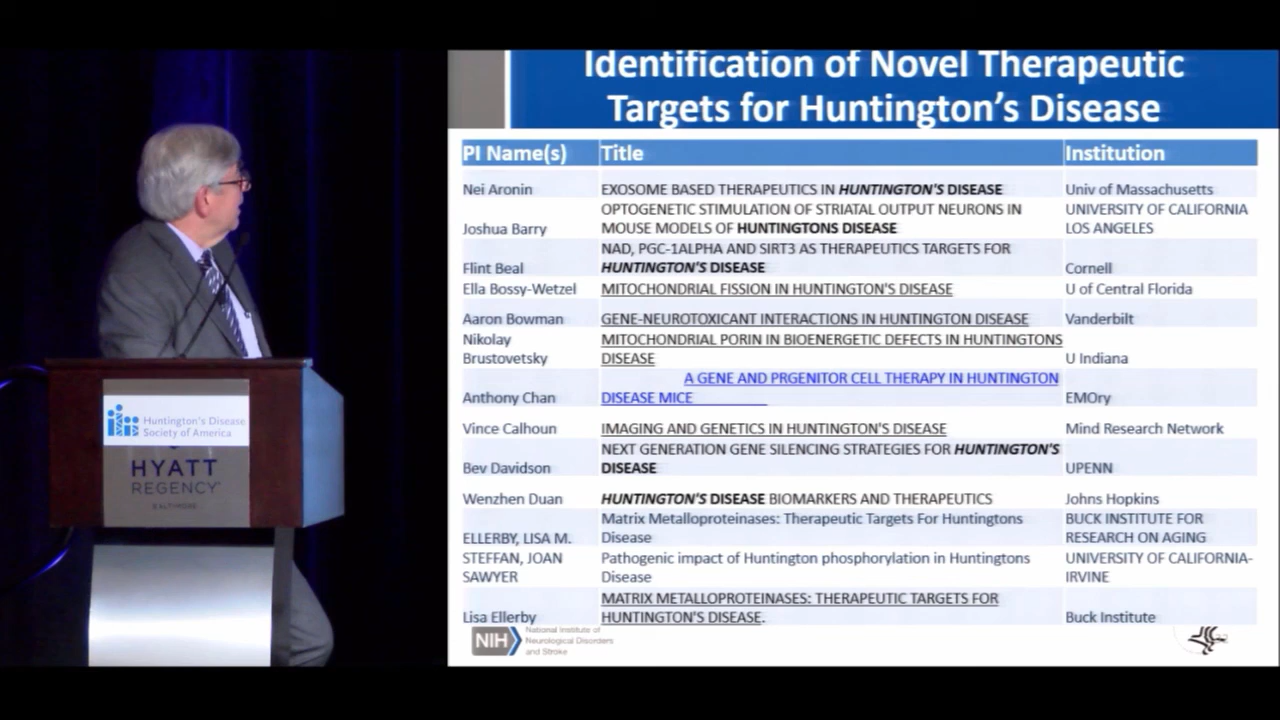 Identification of Novel Therapeutic
Targets for Huntington's Disease
PI Name(s) Title Institution
Nei Aronin EXOSOME BASED THERAPEUTICS IN HUNTINGTON'S DISEASE Univ of Massachusetts
OPTOGENETIC STIMULATION OF STRIATAL OUTPUT NEURONS IN UNIVERSITY OF CALIFORNIA
Joshua Barry MOUSE MODELS OF HUNTINGTONS DISEASE LOS ANGELES
NAD, PGC-1ALPHA AND SIRT3 AS THERAPEUTICS TARGETS FOR
Flint Beal HUNTINGTON'S DISEASE Cornell
Ella Bossy-Wetzel MITOCHONDRIAL FISSION IN HUNTINGTON'S DISEASE U of Central Florida
Aaron Bowman GENE-NEUROTOXICANT INTERACTIONS IN HUNTINGTON DISEASE Vanderbilt
Nikolay MITOCHONDRIAL PORIN IN BIOENERGETIC DEFECTS IN HUNTINGTONS
Brustovetsky DISEASE U Indiana
A GENE AND PRGENITOR CELL THERAPY IN HUNTINGTON
Anthony Chan DISEASE MICE EMOry
Vince Calhoun IMAGING AND GENETICS IN HUNTINGTON'S DISEASE Mind Research Network
NEXT GENERATION GENE SILENCING STRATEGIES FOR HUNTINGTON'S
Bev Davidson DISEASE UPENN
Wenzhen Duan HUNTINGTON'S DISEASE BIOMARKERS AND THERAPEUTICS Johns Hopkins
Matrix Metalloproteinases: Therapeutic Targets For Huntingtons BUCK INSTITUTE FOR
ELLERBY, LISA M. Disease RESEARCH ON AGING
STEFFAN, JOAN Pathogenic impact of Huntington phosphorylation in Huntingtons UNIVERSITY OF CALIFORNIA-
SAWYER Disease IRVINE
MATRIX METALLOPROTEINASES: THERAPEUTIC TARGETS FOR
Lisa Ellerby HUNTINGTON'S DISEASE. Buck Institute
NIH
National Institute of
Neurological Disorders
and Stroke
Huntington's Disease
Society of America
HYATT
REGENCY
BALTIMORE